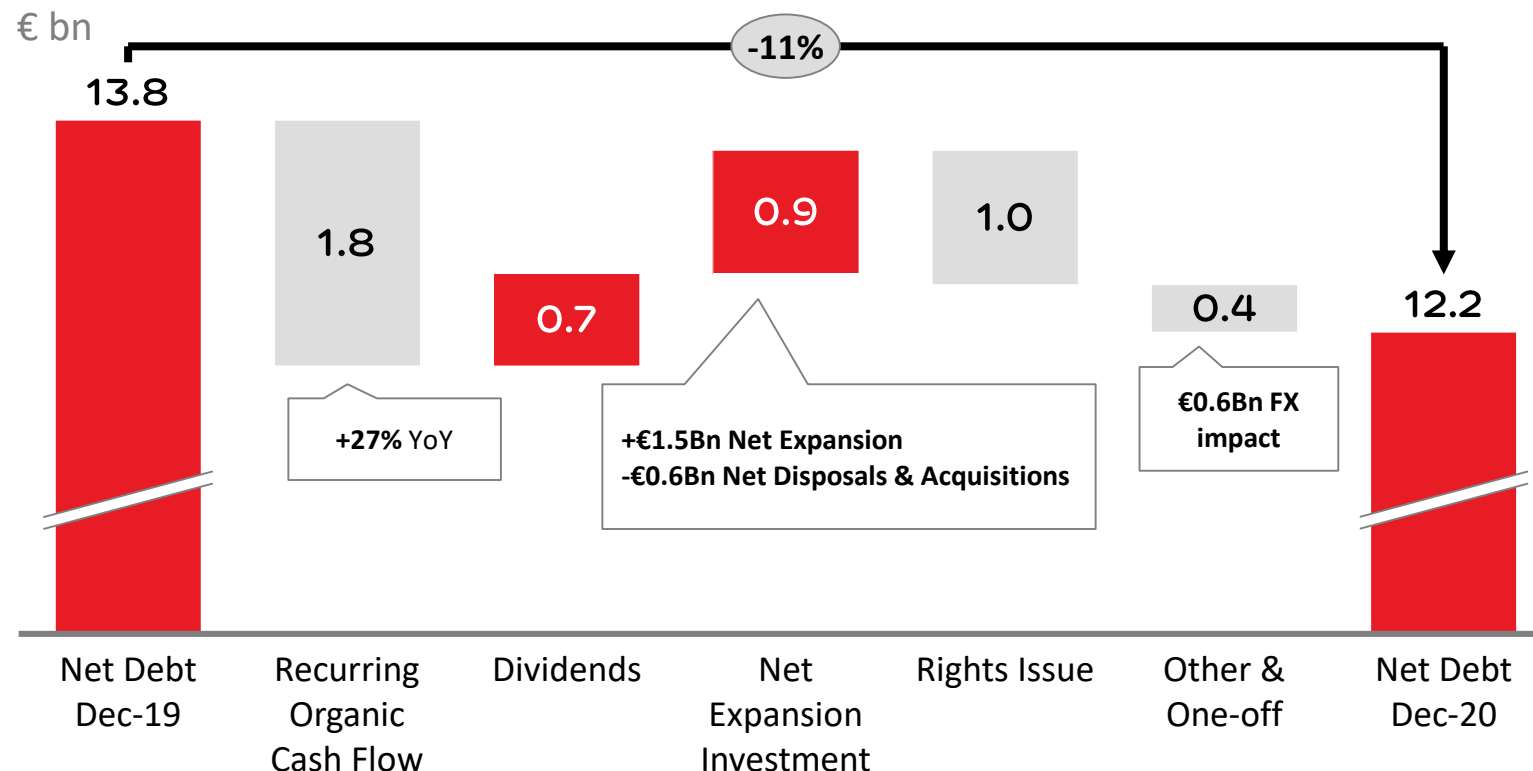 € bn
-11%
13.8
1.8
0.7
0.9
1.0
0.4
12.2
+27% YoY
+€1.5Bn Net Expansion
-€0.6Bn Net Disposals & Acquisitions
€0.6Bn FX
impact
Net Debt
Dec-19
Recurring
Organic
Cash Flow
Dividends
Net
Expansion
Investment
Rights Issue
Other &
One-off
Net Debt
Dec-20